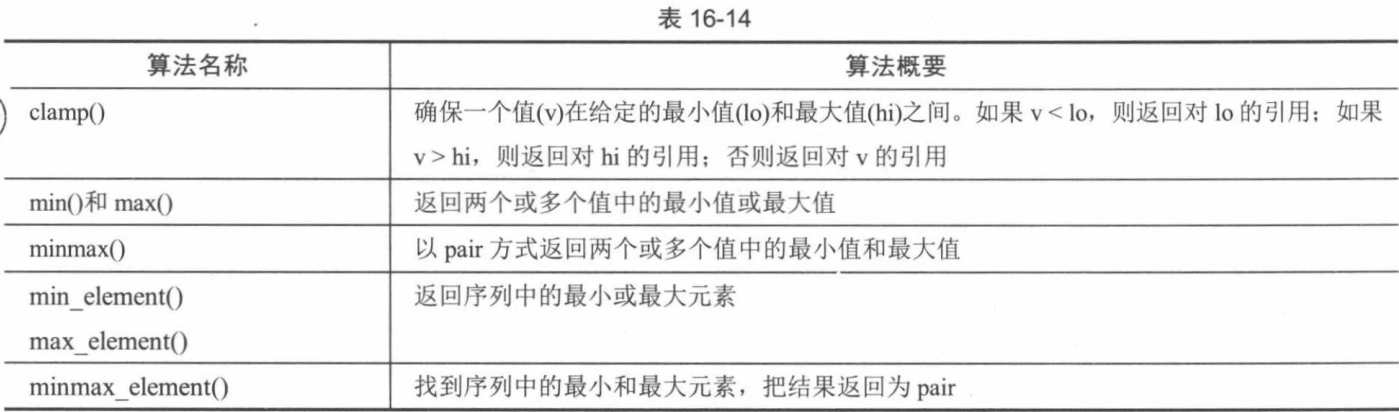 表 16-14
算法名称 算法概要
clamp() 确保一个值(v)在给定的最小值(lo)和最大值(hi)之间。如果 v < lo，则返回对 lo 的引用；如果
v > hi，则返回对 hi 的引用；否则返回对 v 的引用
min()和 max() 返回两个或多个值中的最小值或最大值
minmax() 以 pair 方式返回两个或多个值中的最小值和最大值
min_element() 返回序列中的最小或最大元素
max_element()
minmax_element() 找到序列中的最小和最大元素，把结果返回为 pair